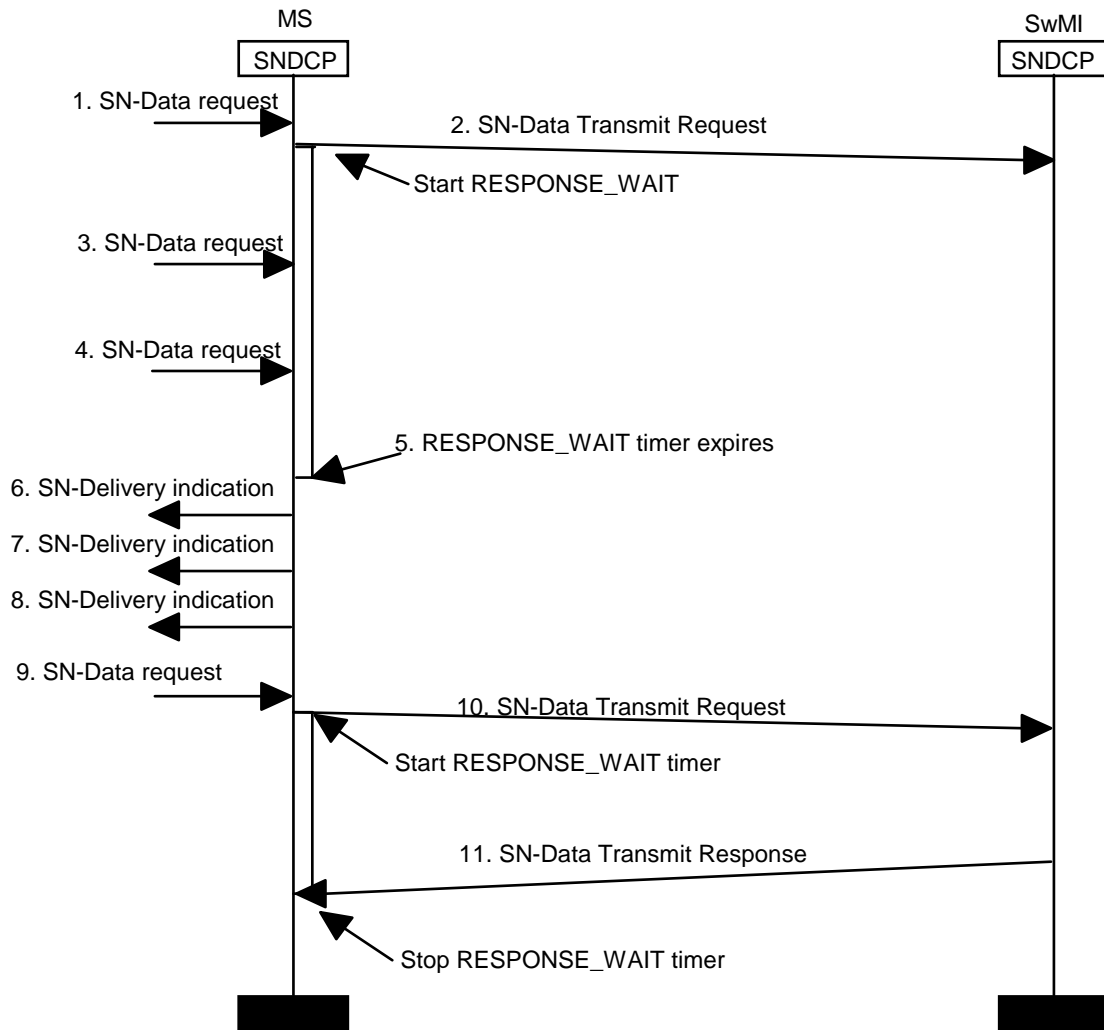 MS
SwMI
SNDCP
SNDCP
1. SN-Data request
2. SN-Data Transmit Request
Start RESPONSE_WAIT
3. SN-Data request
4. SN-Data request
5. RESPONSE_WAIT timer expires
6. SN-Delivery indication
7. SN-Delivery indication
8. SN-Delivery indication
9. SN-Data request
10. SN-Data Transmit Request
Start RESPONSE_WAIT timer
11. SN-Data Transmit Response
Stop RESPONSE_WAIT timer